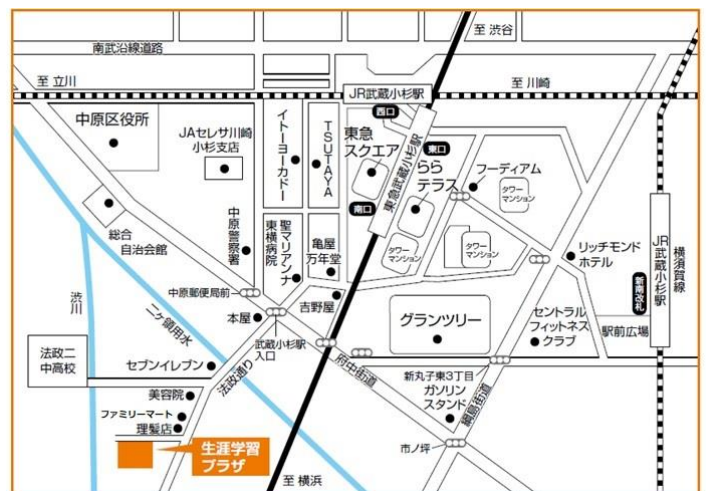 至 渋谷
南武沿線道路
至 立川
至 川崎
JR武蔵小杉駅
西口
中原区役所
JAセレサ川崎
小杉支店
イトーヨーカドー
TSUTAYA
東急
スクエア
東急武蔵小杉駅
東口
らら
テラス
フーディアム
タワー
マンション
南口
総合
自治会館
中原警察署
聖マリアンナ
東横病院
亀屋
万年堂
タワー
マンション
タワー
マンション
リッチモンド
ホテル
JR武蔵小杉駅
横須賀線
新南改札
駅前広場
渋川
二ヶ領用水
中原郵便局前
吉野屋
本屋
武蔵小杉駅
入口
グランツリー
セントラル
フィットネス
クラブ
法政二
中高校
セブンイレブン
法政通り
府中街道
新丸子東3丁目
ガソリン
スタンド
綱島街道
美容院
ファミリーマート
理髪店
生涯学習
プラザ
市ノ坪
至 横浜